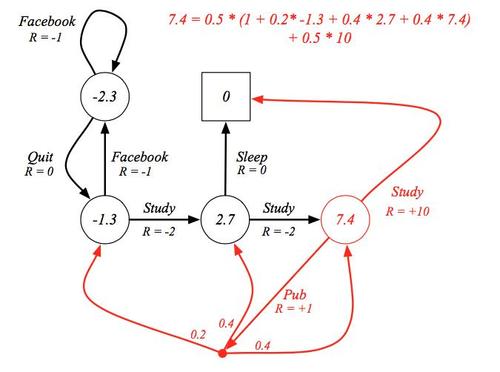 Facebook
R = -1
7.4 = 0.5 * (1 + 0.2* -1.3 + 0.4 * 2.7 + 0.4 * 7.4)
+ 0.5 * 10
-2.3
0
Quit
R = 0
Facebook
R = -1
Sleep
R = 0
Study
R = +10
-1.3
Study
R = -2
2.7
Study
R = -2
7.4
Pub
R = +1
0.2
0.4
0.4